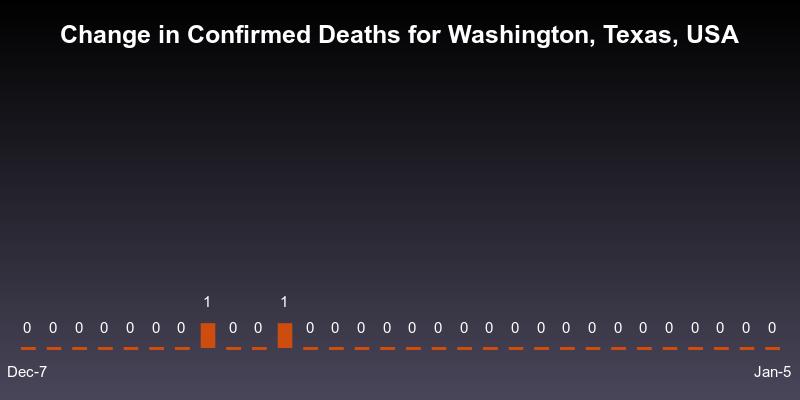 Change in Confirmed Deaths for Washington, Texas, USA
1 1
0 0 0 0 0 0 0 0 0 0 0 0 0 0 0 0 0 0 0 0 0 0 0 0 0 0 0 0
Dec-7 Jan-5